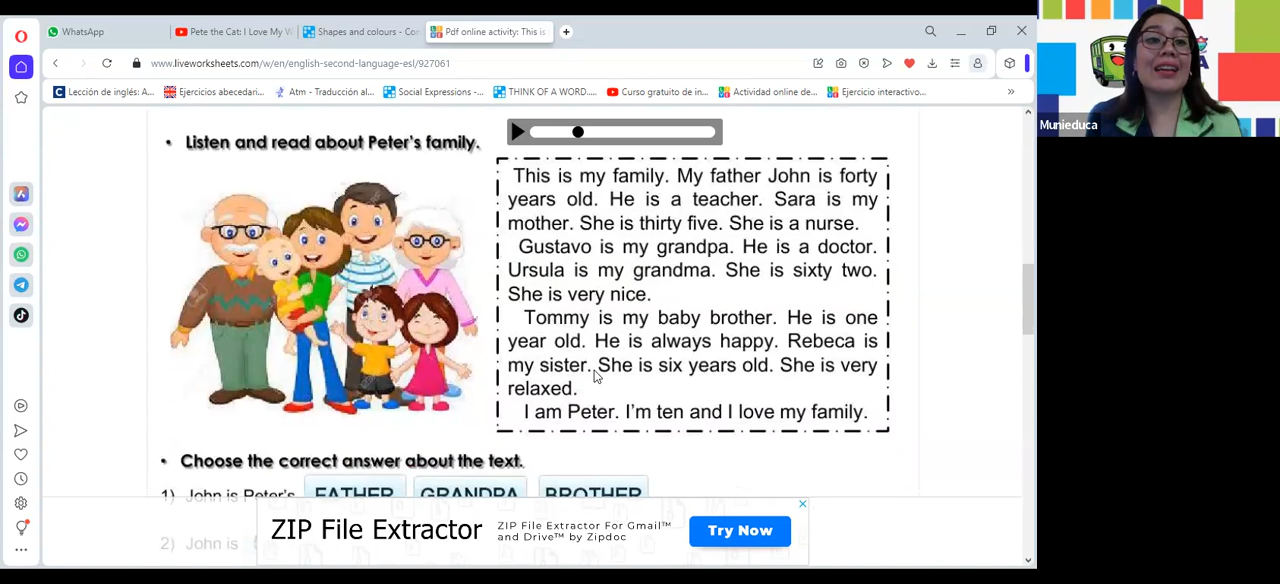 WhatsApp
Pete the Cat: I Love My W
Shapes and colours - Con
Pdf online activity: This is
www.liveworksheets.com/w/en/english-second-language-esl/927061
Lección de inglés: A...
Ejercicios abecedari...
Atm - Traducción al...
Social Expressions -...
THINK OF A WORD.....
Curso gratuito de in...
Actividad online de...
Ejercicio interactivo...
Munieduca
• Listen and read about Peter's family.
This is my family. My father John is forty
years old. He is a teacher. Sara is my
mother. She is thirty five. She is a nurse.
Gustavo is my grandpa. He is a doctor.
Ursula is my grandma. She is sixty two.
She is very nice.
Tommy is my baby brother. He is one
year old. He is always happy. Rebeca is
my sister. She is six years old. She is very
relaxed.
I am Peter. I'm ten and I love my family.
• Choose the correct answer about the text.
1) John is Peter's FATHER GRANDPA BROTHER
2) John is
ZIP File Extractor
ZIP File Extractor For Gmail™
and Drive™ by Zipdoc
Try Now